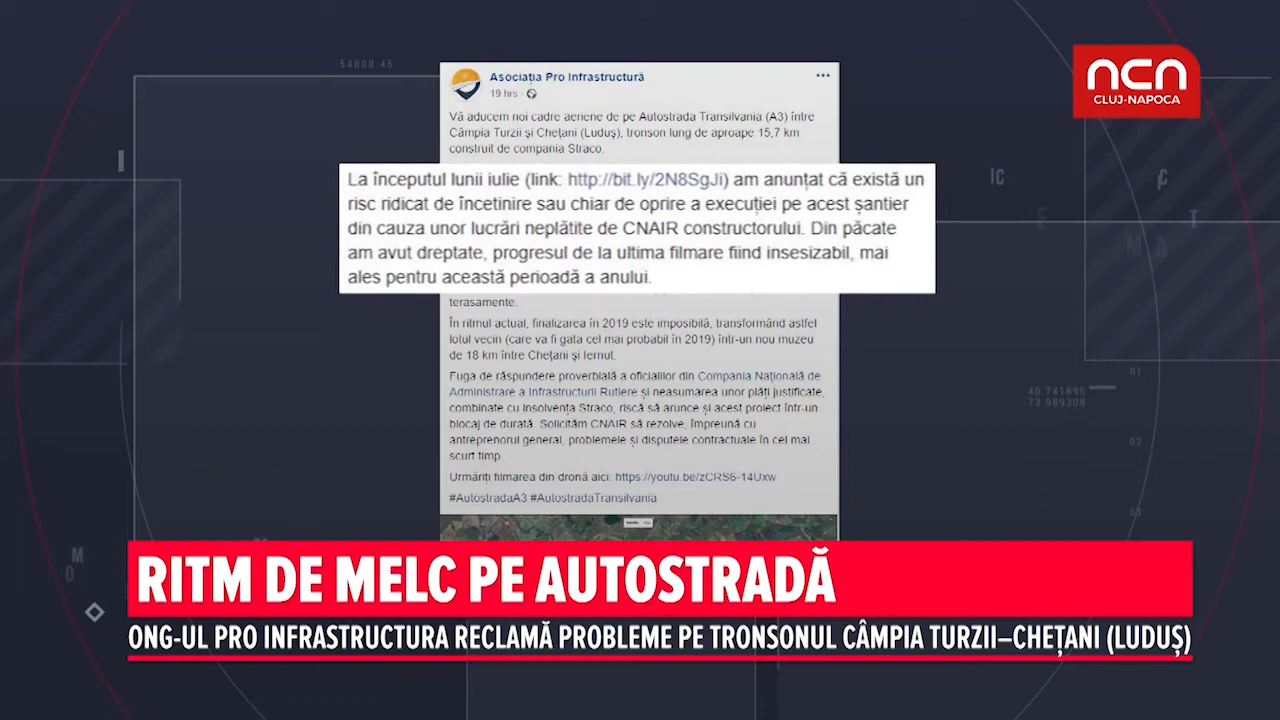 -54000.45
ncn
CLUJ-NAPOCA
Asociația Pro Infrastructură
19 hrs ·
Vă aducem noi cadre aeriene de pe Autostrada Transilvania (A3) între
Câmpia Turzii și Chețani (Luduș), tronson lung de aproape 15,7 km
construit de compania Straco.
La începutul lunii iulie (link: http://bit.ly/2N8SgJi) am anunțat că există un
risc ridicat de încetinire sau chiar de oprire a execuției pe acest șantier
din cauza unor lucrări neplătite de CNAIR constructorului. Din păcate
am avut dreptate, progresul de la ultima filmare fiind insesizabil, mai
ales pentru această perioadă a anului.
terasamente.
În ritmul actual, finalizarea în 2019 este imposibilă, transformând astfel
lotul vecin (care va fi gata cel mai probabil în 2019) într-un nou muzeu
de 18 km între Chețani și Iernut.
Fuga de răspundere proverbială a oficialilor din Compania Națională de
Administrare a Infrastructurii Rutiere și neasumarea unor plăți justificate,
combinate cu insolvența Straco, riscă să arunce și acest proiect într-un
blocaj de durată. Solicităm CNAIR să rezolve, împreună cu
antreprenorul general, problemele și disputele contractuale în cel mai
scurt timp.
Urmăriți filmarea din dronă aici: https://youtu.be/zCRS6-14Uxw
#AutostradaA3 #AutostradaTransilvania
40.741895
-73.989308
01
02
03
RITM DE MELC PE AUTOSTRADĂ
ONG-UL PRO INFRASTRUCTURA RECLAMĂ PROBLEME PE TRONSONUL CÂMPIA TURZII–CHEȚANI (LUDUȘ)